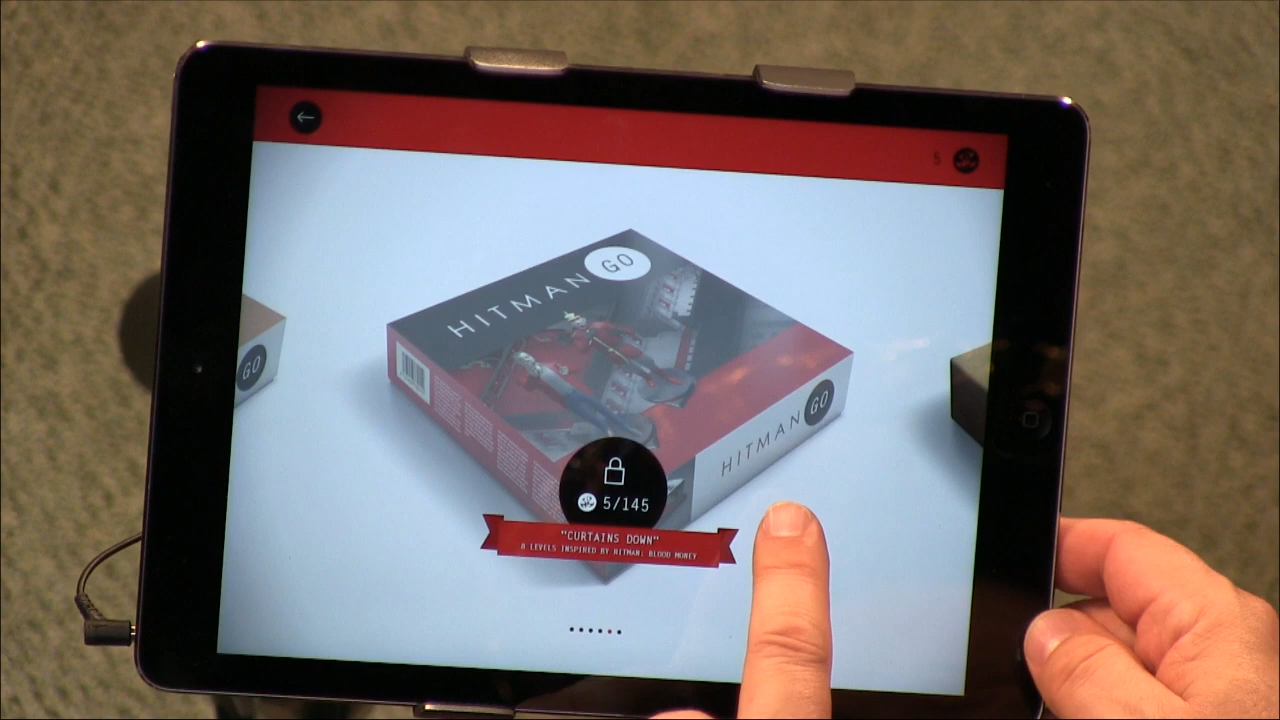 5
HITMAN GO
GO
HITMAN GO
5/145
"CURTAINS DOWN"
8 LEVELS INSPIRED BY HITMAN: BLOOD MONEY